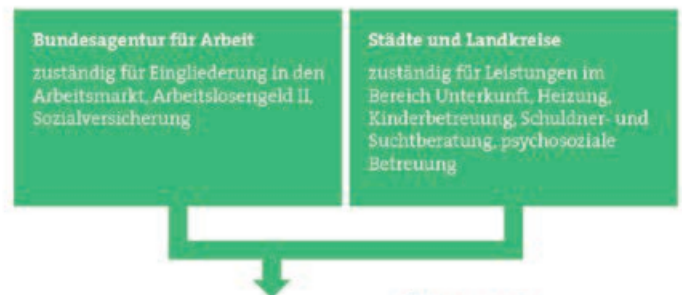 Bundesagentur für Arbeit
zuständig für Eingliederung in den
Arbeitsmarkt, Arbeitslosengeld II,
Sozialversicherung
Städte und Landkreise
zuständig für Leistungen im
Bereich Unterkunft, Heizung,
Kinderbetreuung, Schuldner- und
Suchtberatung, psychosoziale
Betreuung